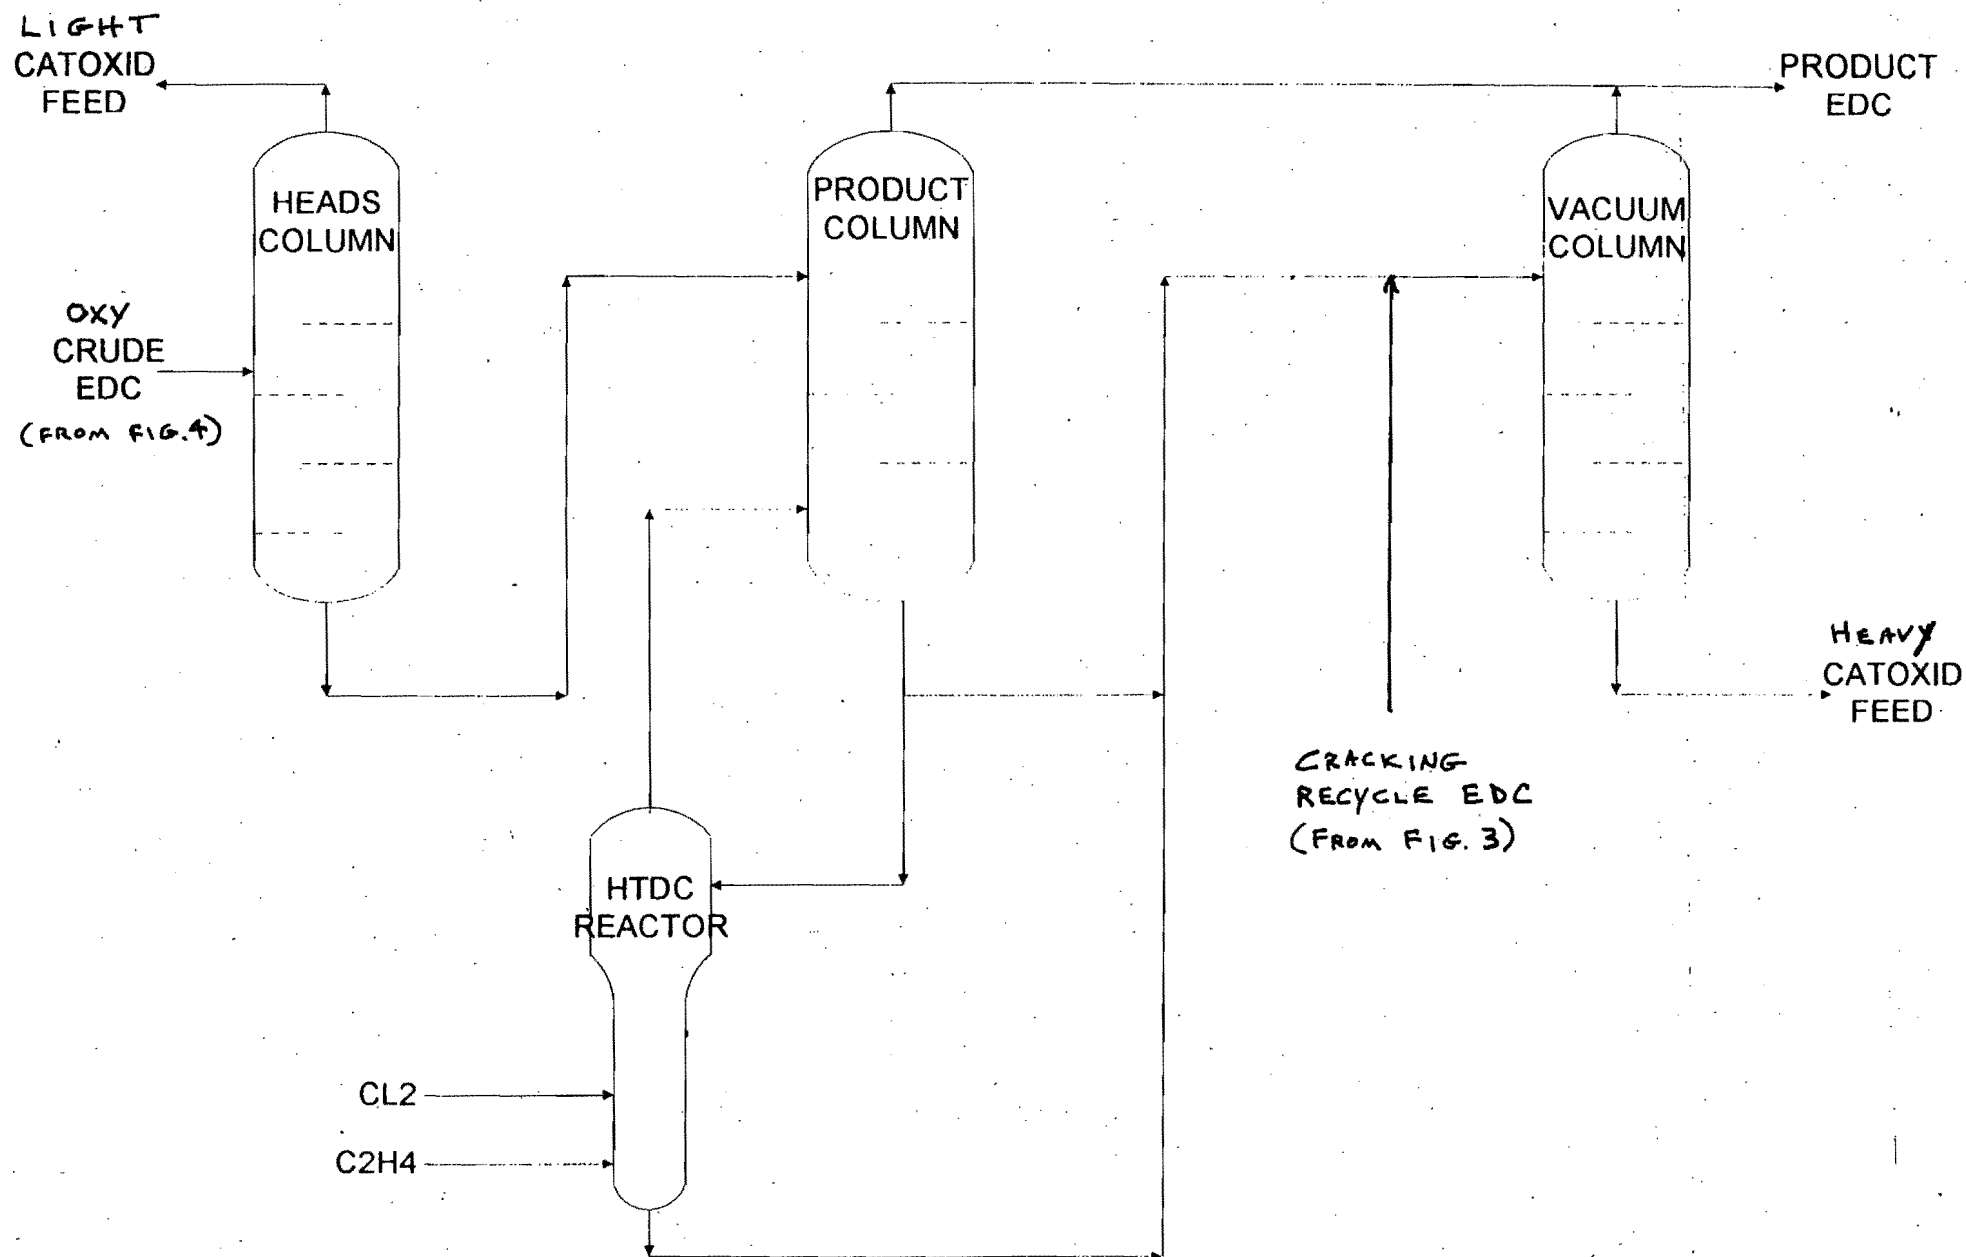 LIGHT
CATOXID
FEED
PRODUCT
EDC
HEADS
COLUMN
PRODUCT
COLUMN
VACUUM
COLUMN
OXY
CRUDE
EDC
(FROM FIG.4)
HEAVY
CATOXID
FEED
CRACKING
RECYCLE EDC
(FROM FIG. 3)
HTDC
REACTOR
CL2
C2H4